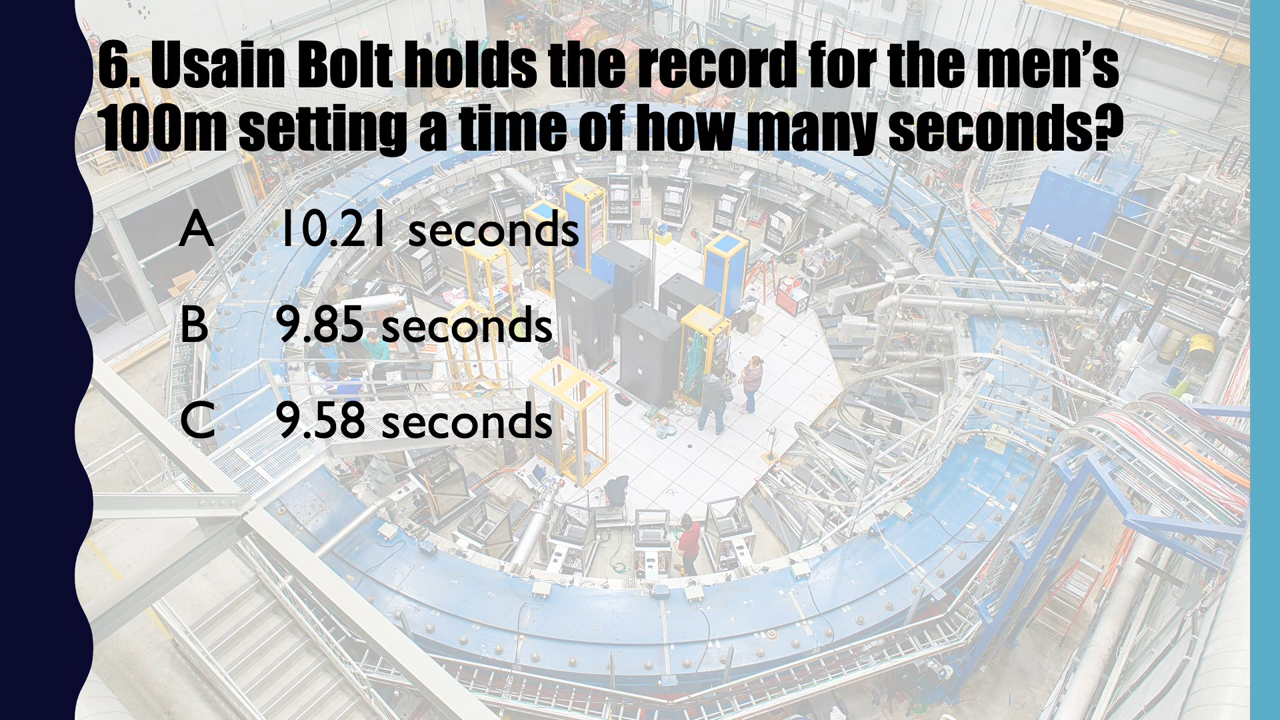 6. Usain Bolt holds the record for the men’s
100m setting a time of how many seconds?
A 10.21 seconds
B 9.85 seconds
C 9.58 seconds